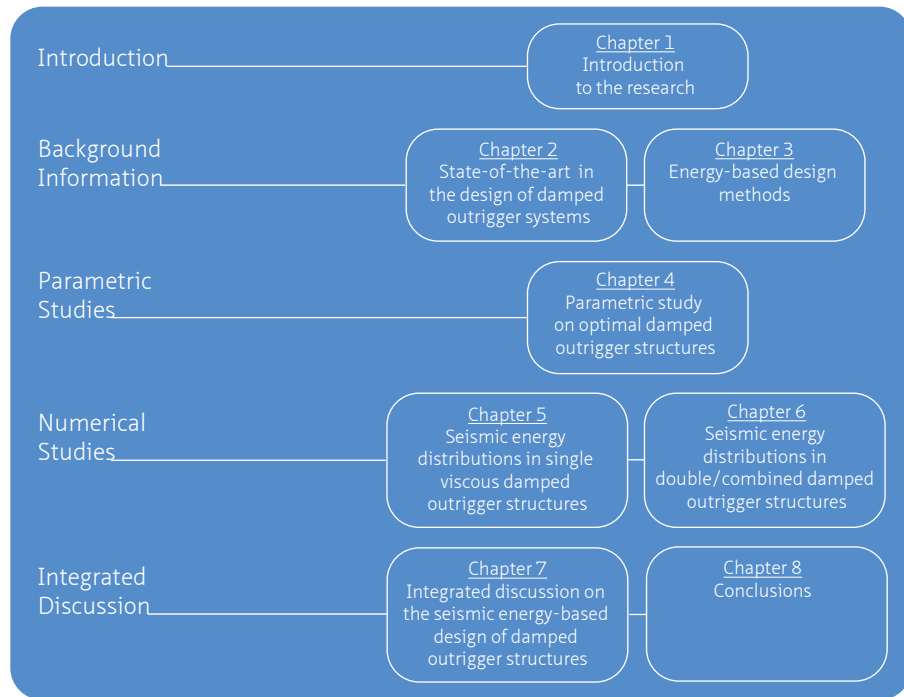 Introduction
Chapter 1
Introduction
to the research
Background
Information
Chapter 2
State-of-the-art in
the design of damped
outrigger systems
Chapter 3
Energy-based design
methods
Parametric
Studies
Chapter 4
Parametric study
on optimal damped
outrigger structures
Numerical
Studies
Chapter 5
Seismic energy
distributions in single
viscous damped
outrigger structures
Chapter 6
Seismic energy
distributions in
double/combined damped
outrigger structures
Integrated
Discussion
Chapter 7
Integrated discussion on
the seismic energy-based
design of damped
outrigger structures
Chapter 8
Conclusions